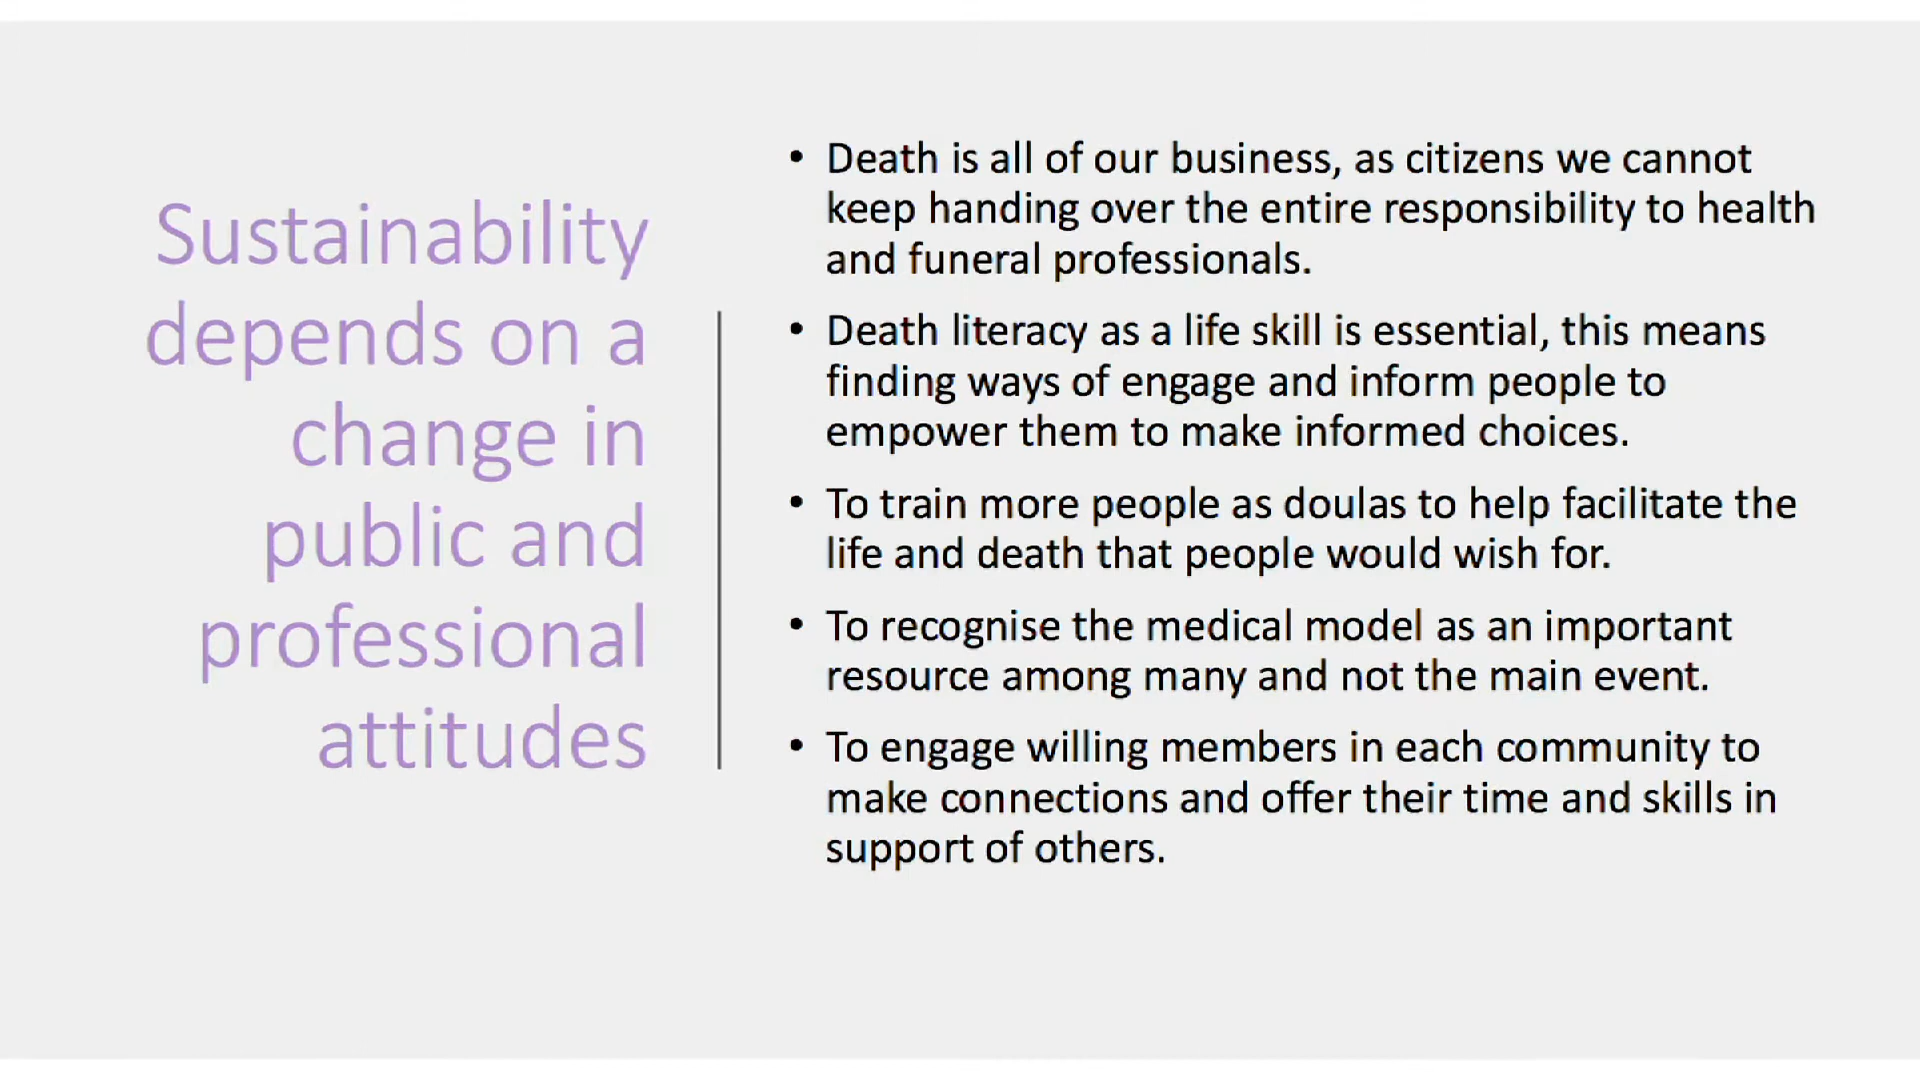 Sustainability
depends on a
change in
public and
professional
attitudes
• Death is all of our business, as citizens we cannot
keep handing over the entire responsibility to health
and funeral professionals.
• Death literacy as a life skill is essential, this means
finding ways of engage and inform people to
empower them to make informed choices.
• To train more people as doulas to help facilitate the
life and death that people would wish for.
• To recognise the medical model as an important
resource among many and not the main event.
• To engage willing members in each community to
make connections and offer their time and skills in
support of others.